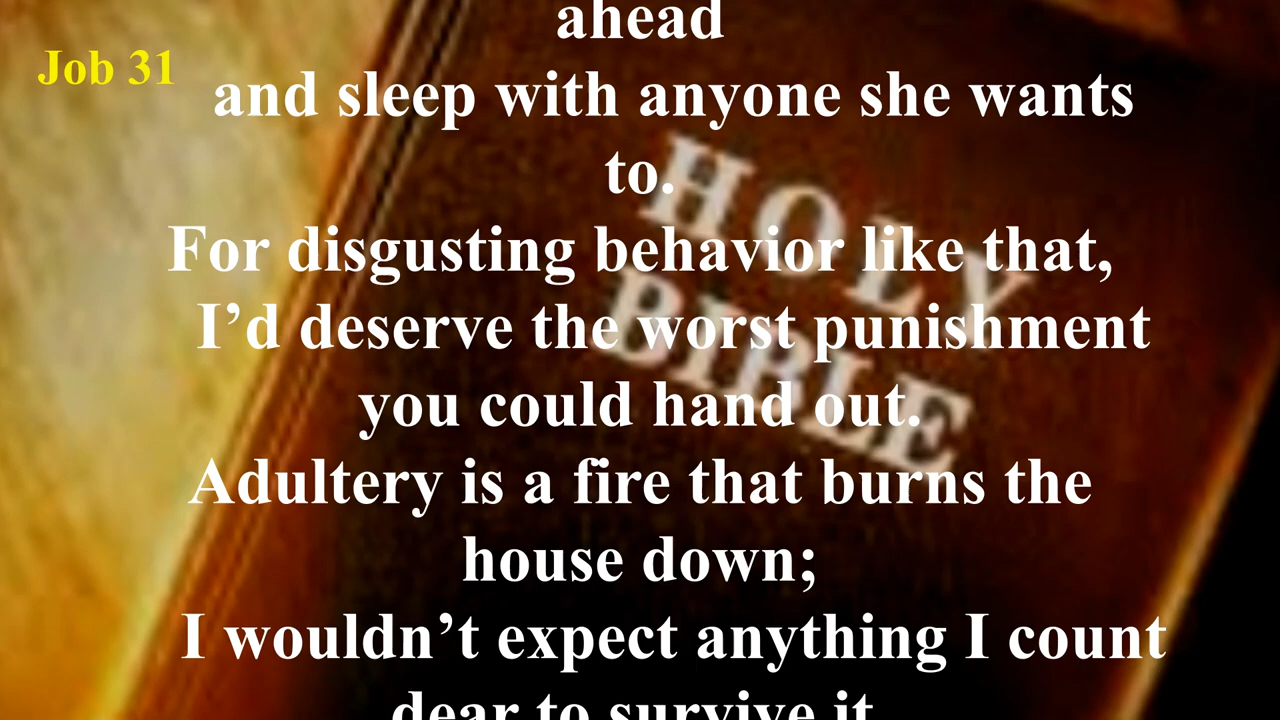 ahead
Job 31
and sleep with anyone she wants
to.
For disgusting behavior like that,
I’d deserve the worst punishment
you could hand out.
Adultery is a fire that burns the
house down;
I wouldn’t expect anything I count
dear to survive it
HOLY
BIBLE